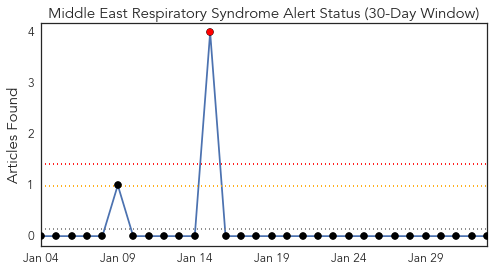 Middle East Respiratory Syndrome Alert Status (30-Day Window)
Articles Found
4
3
2
1
0
Jan 04 Jan 09 Jan 14 Jan 19 Jan 24 Jan 29